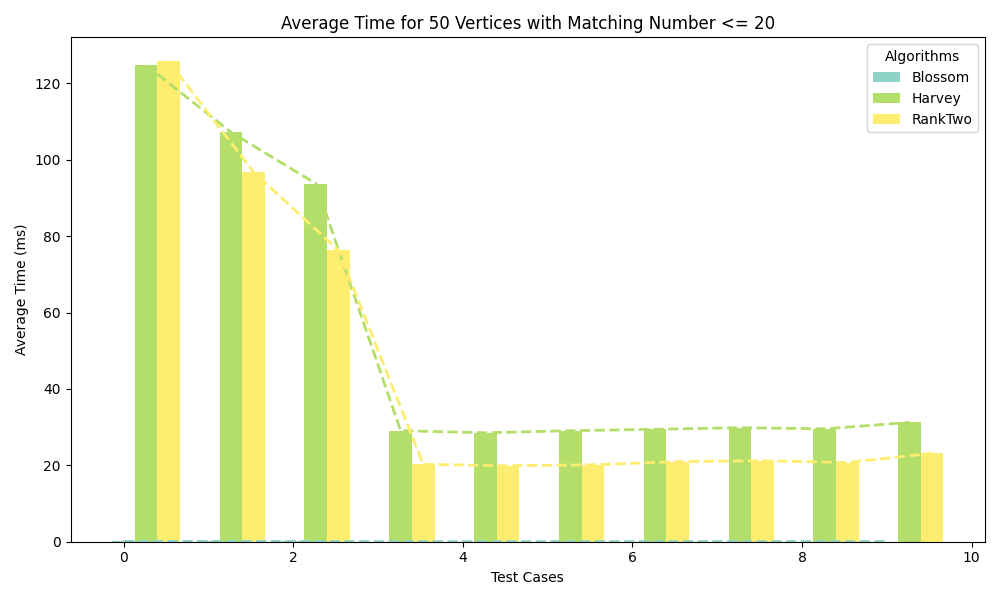 Average Time for 50 Vertices with Matching Number <= 20
Algorithms
Blossom
Harvey
RankTwo
Average Time (ms)
120
100
80
60
40
20
0
0 2 4 6 8 10
Test Cases